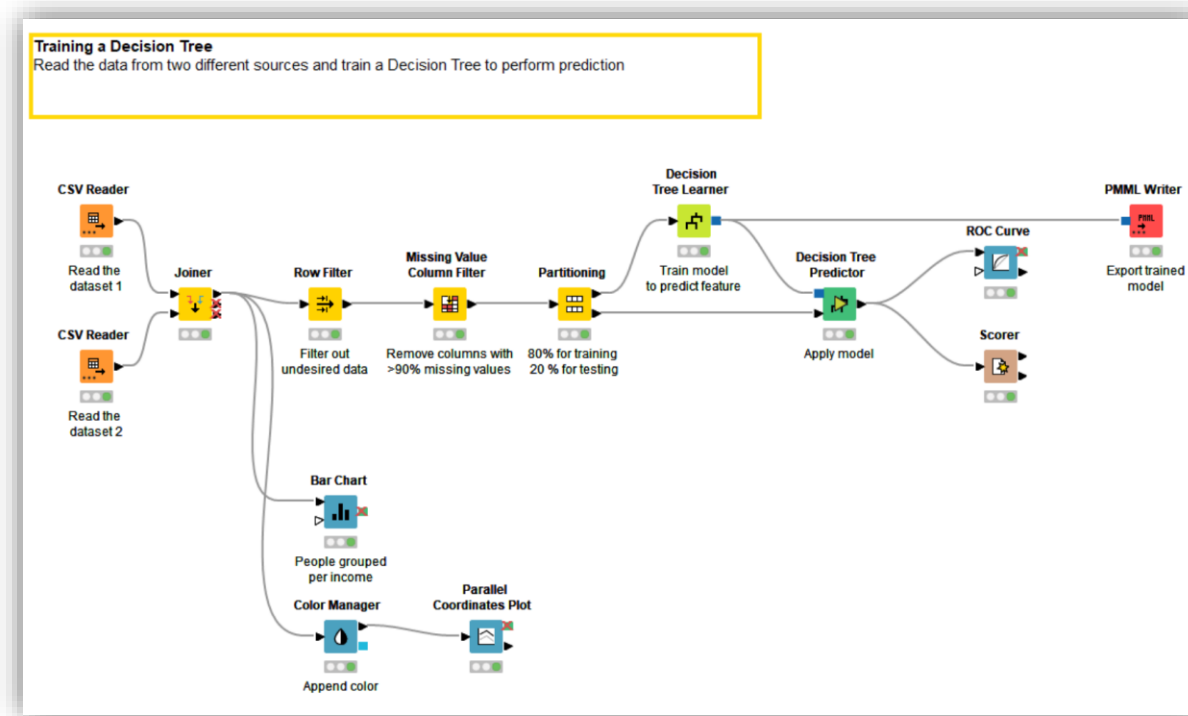 Training a Decision Tree
Read the data from two different sources and train a Decision Tree to perform prediction
CSV Reader
Read the
dataset 1
CSV Reader
Read the
dataset 2
Joiner
Row Filter
Filter out
undesired data
Missing Value
Column Filter
Remove columns with
>90% missing values
Partitioning
80% for training
20 % for testing
Decision
Tree Learner
Train model
to predict feature
Decision Tree
Predictor
Apply model
ROC Curve
Scorer
PMML Writer
PMML
Export trained
model
Bar Chart
People grouped
per income
Color Manager
Append color
Parallel
Coordinates Plot